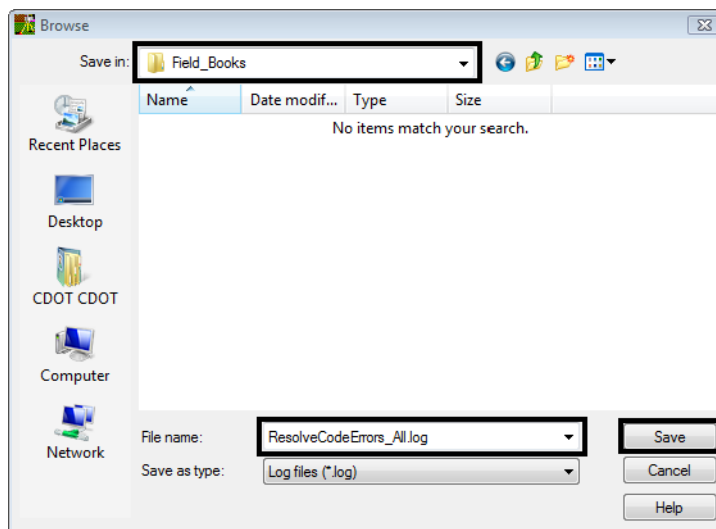 Browse
Save in: Field_Books
Name Date modif... Type Size
No items match your search.
Recent Places
Desktop
CDOT CDOT
Computer
Network
File name: ResolveCodeErrors_All.log Save
Save as type: Log files (*.log) Cancel
Help